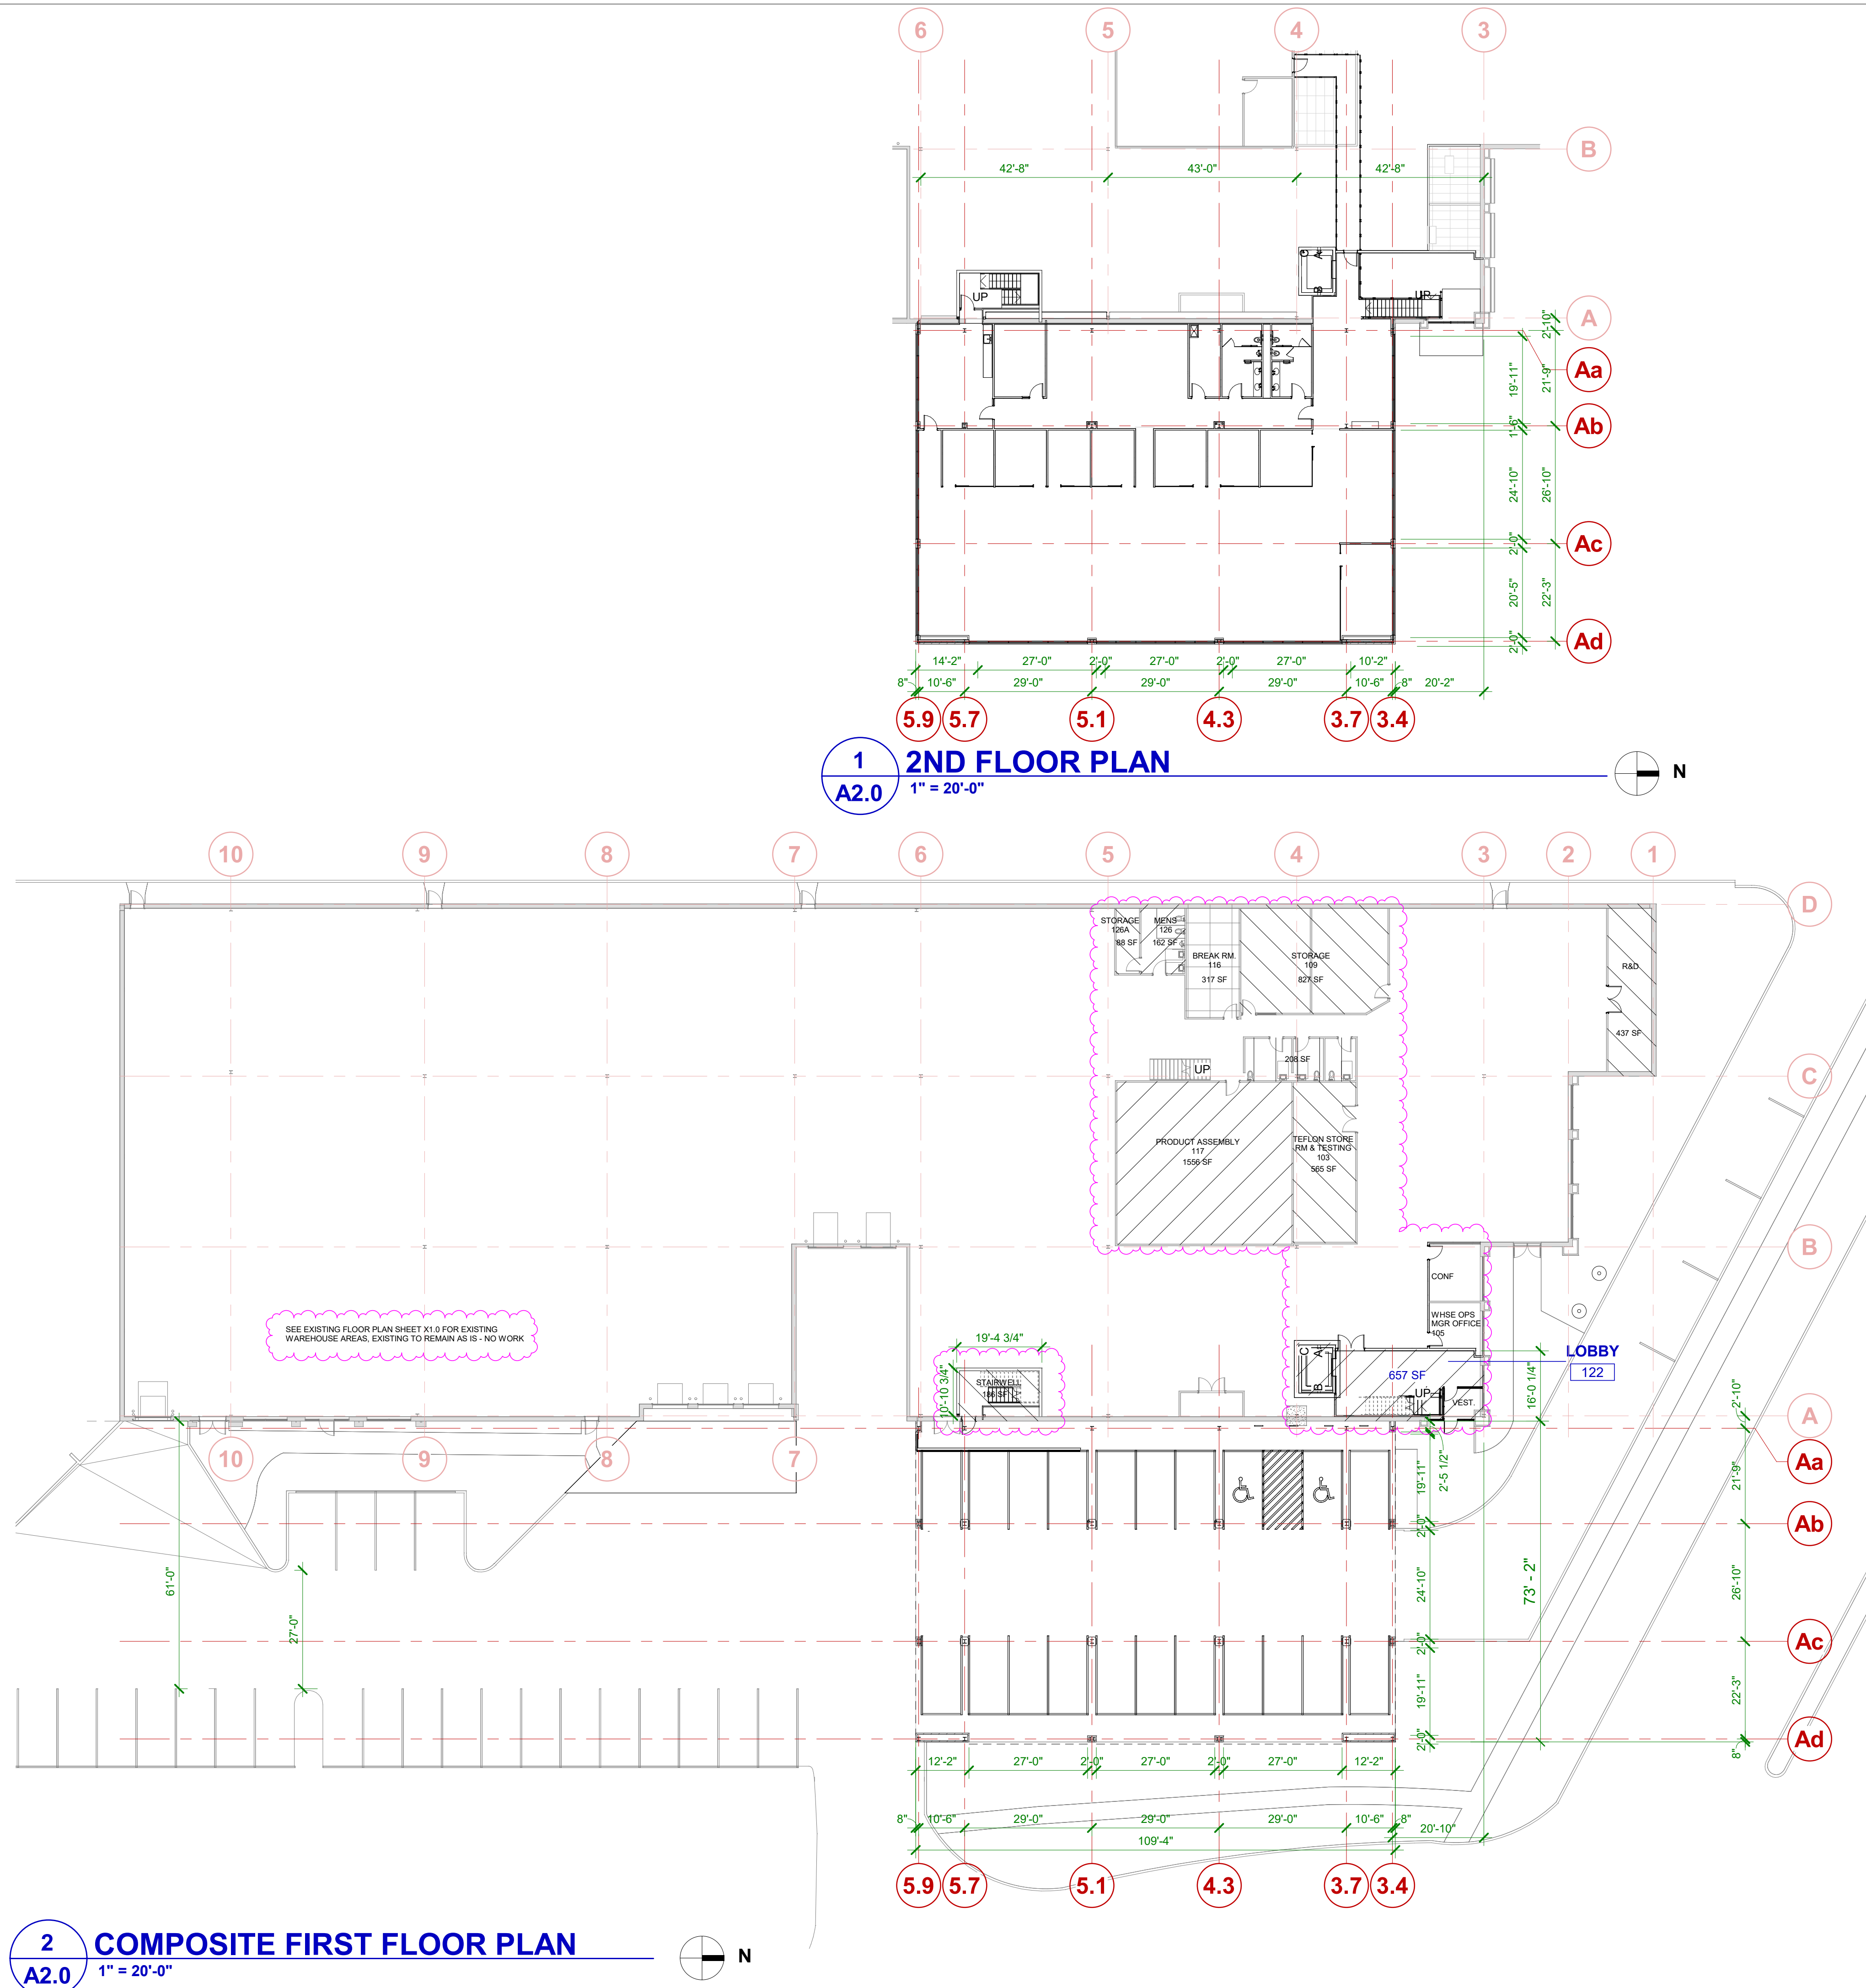 6 5 4 3
B
42'-8" 43'-0" 42'-8"
C A
B
UP UP
A
2'-10"
Aa
19'-11" 21'-9"
Ab
1'-6"
24'-10" 26'-10"
Ac
2'-0"
20'-5" 22'-3"
Ad
2'-0"
14'-2" 27'-0" 2'-0" 27'-0" 2'-0" 27'-0" 10'-2"
8" 10'-6" 29'-0" 29'-0" 29'-0" 10'-6" 8" 20'-2"
5.9 5.7 5.1 4.3 3.7 3.4
1
A2.0
2ND FLOOR PLAN
1" = 20'-0"
N
10 9 8 7 6 5 4 3 2 1
D
STORAGE
126A
88 SF
MENS
126
162 SF
BREAK RM.
116
317 SF
STORAGE
109
827 SF
R&D
437 SF
208 SF
UP
C
PRODUCT ASSEMBLY
117
1556 SF
TEFLON STORE
RM & TESTING
103
565 SF
B
CONF
WHSE OPS
MGR OFFICE
105
SEE EXISTING FLOOR PLAN SHEET X1.0 FOR EXISTING
WAREHOUSE AREAS, EXISTING TO REMAIN AS IS - NO WORK
19'-4 3/4"
10'-10 3/4"
STAIRWELL
186 SF
C A
B
657 SF
UP
VEST.
LOBBY
122
16'-0 1/4"
2'-10"
A
10 9 8 7
Aa
19'-11" 2'-5 1/2" 21'-9"
Ab
2'-0"
61'-0"
27'-0"
24'-10" 73' - 2" 26'-10"
Ac
2'-0"
19'-11" 22'-3"
Ad
2'-0" 8"
12'-2" 27'-0" 2'-0" 27'-0" 2'-0" 27'-0" 12'-2"
8" 10'-6" 29'-0" 29'-0" 29'-0" 10'-6" 8" 20'-10"
109'-4"
5.9 5.7 5.1 4.3 3.7 3.4
2
A2.0
COMPOSITE FIRST FLOOR PLAN
1" = 20'-0"
N